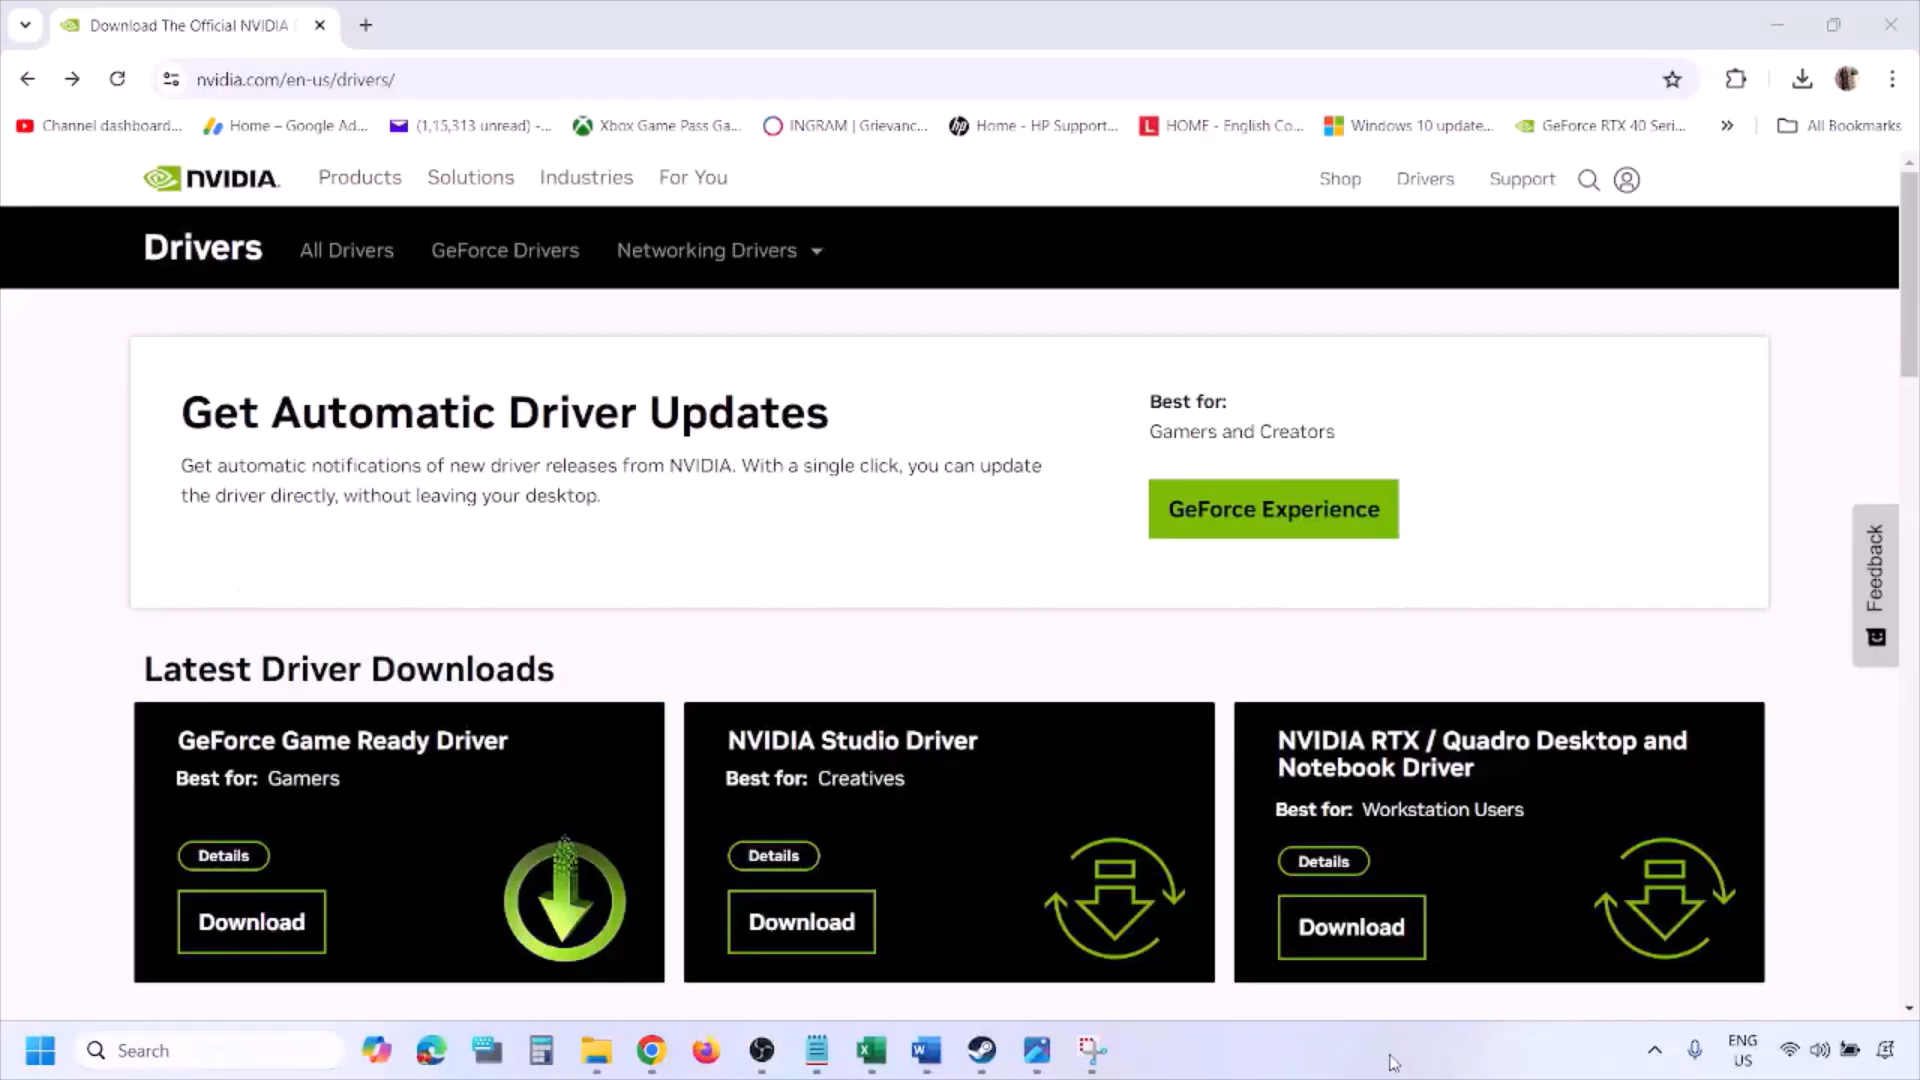 Download The Official NVIDIA
nvidia.com/en-us/drivers/
Channel dashboard...
Home – Google Ad...
(1,15,313 unread) -...
Xbox Game Pass Ga...
INGRAM | Grievanc...
Home - HP Support...
HOME - English Co...
Windows 10 update...
GeForce RTX 40 Seri...
All Bookmarks
NVIDIA.
Products
Solutions
Industries
For You
Shop
Drivers
Support
Drivers
All Drivers
GeForce Drivers
Networking Drivers
Get Automatic Driver Updates
Get automatic notifications of new driver releases from NVIDIA. With a single click, you can update
the driver directly, without leaving your desktop.
Best for:
Gamers and Creators
GeForce Experience
Feedback
Latest Driver Downloads
GeForce Game Ready Driver
Best for: Gamers
Details
Download
NVIDIA Studio Driver
Best for: Creatives
Details
Download
NVIDIA RTX / Quadro Desktop and
Notebook Driver
Best for: Workstation Users
Details
Download
Search
ENG
US